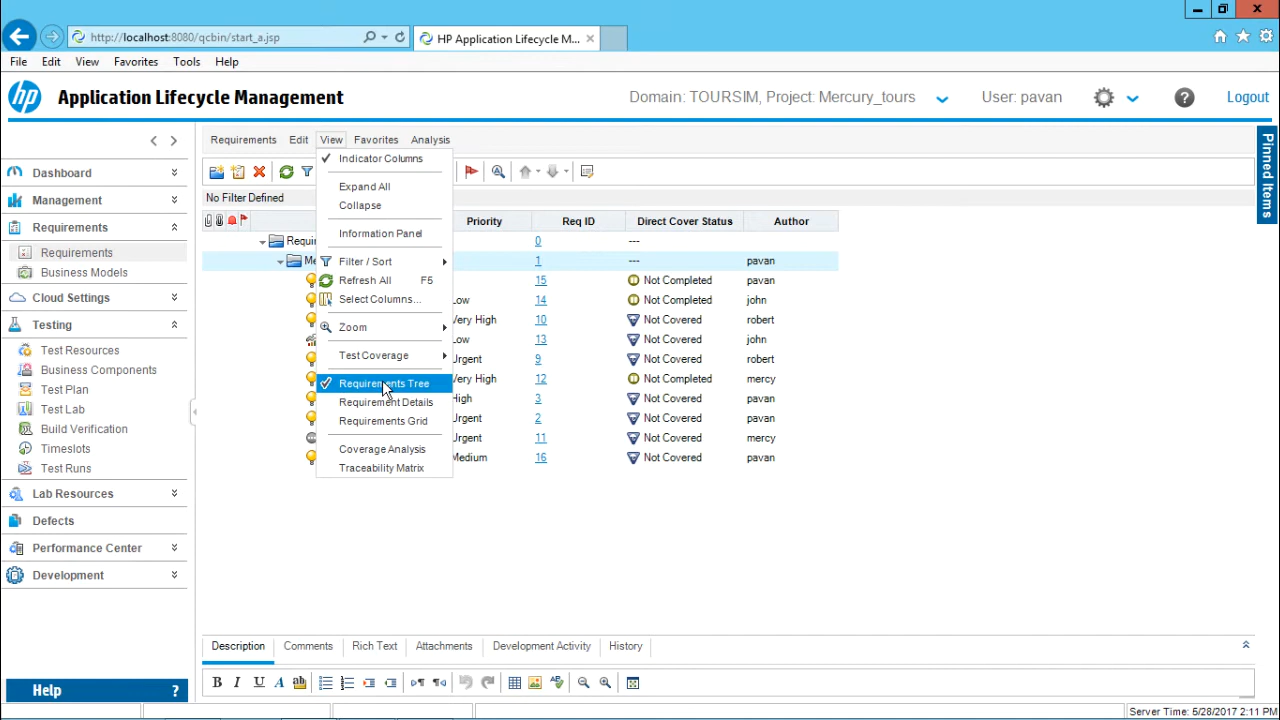 http://localhost:8080/qcbin/start_a.jsp
HP Application Lifecycle M...
File Edit View Favorites Tools Help
hp Application Lifecycle Management
Domain: TOURSIM, Project: Mercury_tours
User: pavan
Logout
Requirements Edit View Favorites Analysis
Dashboard
Management
Requirements
Requirements
Business Models
Cloud Settings
Testing
Test Resources
Business Components
Test Plan
Test Lab
Build Verification
Timeslots
Test Runs
Lab Resources
Defects
Performance Center
Development
Help ?
No Filter Defined
Indicator Columns
Expand All
Collapse
Information Panel
Filter / Sort
Refresh All F5
Select Columns...
Zoom
Test Coverage
Requirements Tree
Requirement Details
Requirements Grid
Coverage Analysis
Traceability Matrix
Priority Req ID Direct Cover Status Author
0 ---
1 --- pavan
15 Not Completed pavan
Low 14 Not Completed john
Very High 10 Not Covered robert
Low 13 Not Covered john
Urgent 9 Not Covered robert
Very High 12 Not Completed mercy
High 3 Not Covered pavan
Urgent 2 Not Covered pavan
Urgent 11 Not Covered mercy
Medium 16 Not Covered pavan
Pinned Items
Description Comments Rich Text Attachments Development Activity History
B I U A ab
Server Time: 5/28/2017 2:11 PM